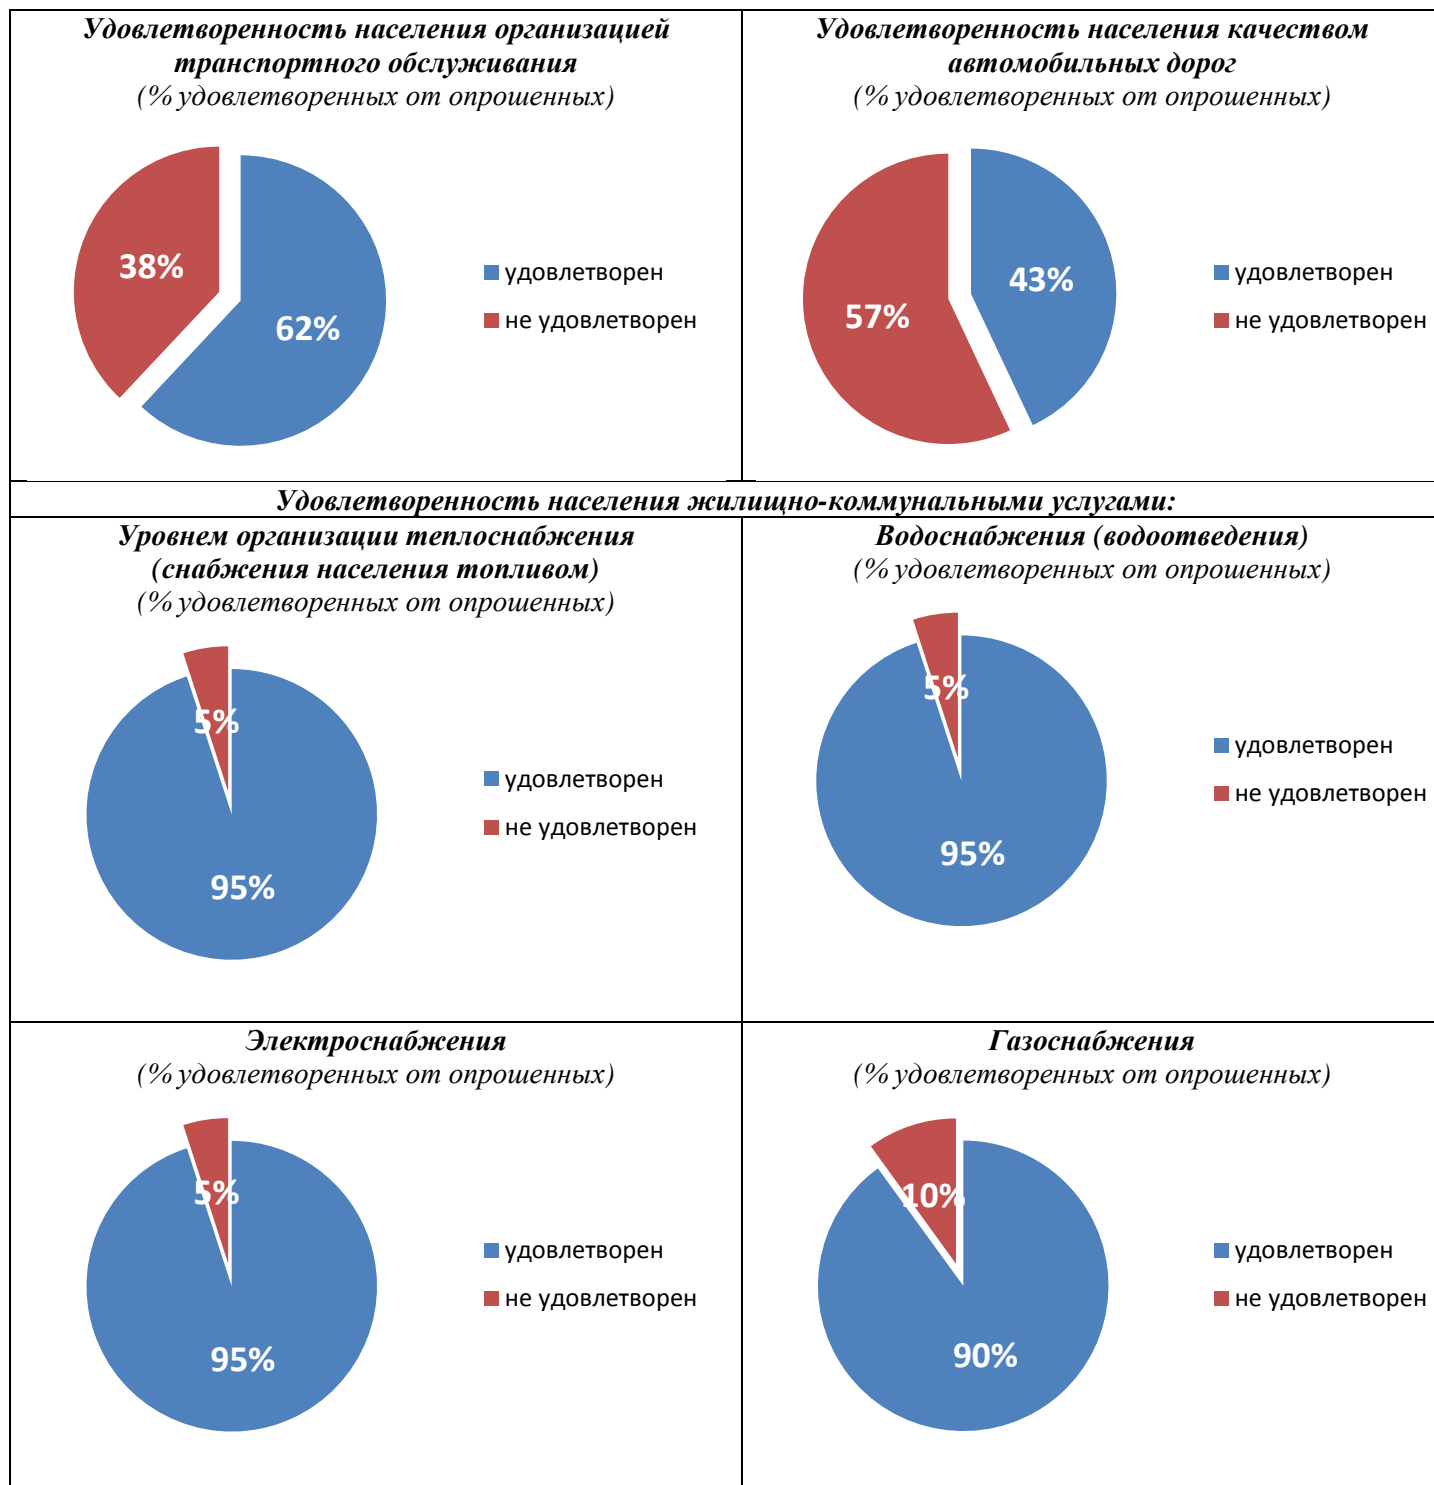 Удовлетворенность населения организацией
транспортного обслуживания
(% удовлетворенных от опрошенных)
38%
62%
удовлетворен
не удовлетворен
Удовлетворенность населения качеством
автомобильных дорог
(% удовлетворенных от опрошенных)
43%
57%
удовлетворен
не удовлетворен
Удовлетворенность населения жилищно-коммунальными услугами:
Уровнем организации теплоснабжения
(снабжения населения топливом)
(% удовлетворенных от опрошенных)
5%
95%
удовлетворен
не удовлетворен
Водоснабжения (водоотведения)
(% удовлетворенных от опрошенных)
5%
95%
удовлетворен
не удовлетворен
Электроснабжения
(% удовлетворенных от опрошенных)
5%
95%
удовлетворен
не удовлетворен
Газоснабжения
(% удовлетворенных от опрошенных)
10%
90%
удовлетворен
не удовлетворен